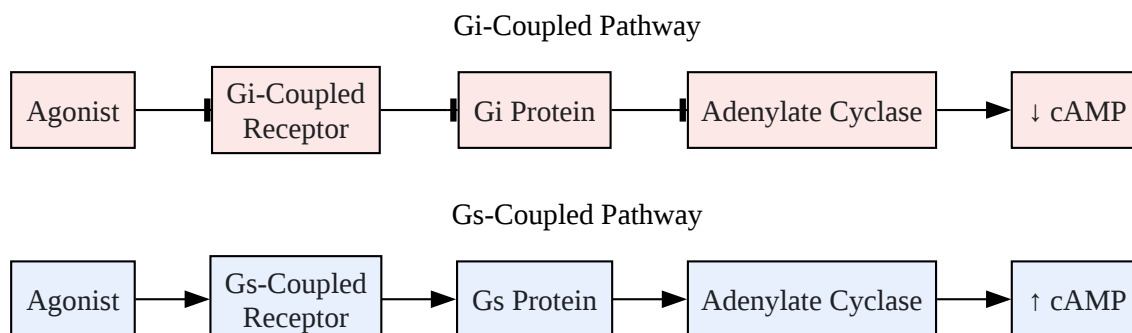 Gi-Coupled Pathway
Agonist
Gi-Coupled
Receptor
Gi Protein
Adenylate Cyclase
↓ cAMP
Gs-Coupled Pathway
Agonist
Gs-Coupled
Receptor
Gs Protein
Adenylate Cyclase
↑ cAMP